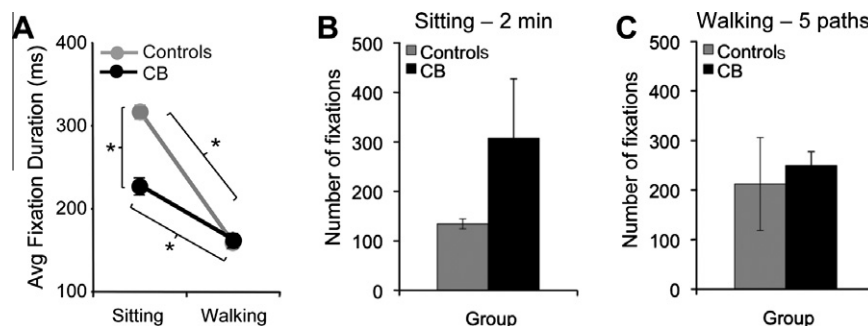 A
Avg Fixation Duration (ms)
400
300
200
100
Controls
CB
*
*
*
Sitting
Walking
B
Sitting – 2 min
Number of fixations
500
400
300
200
100
0
Controls
CB
Group
C
Walking – 5 paths
Number of fixations
500
400
300
200
100
0
Controls
CB
Group